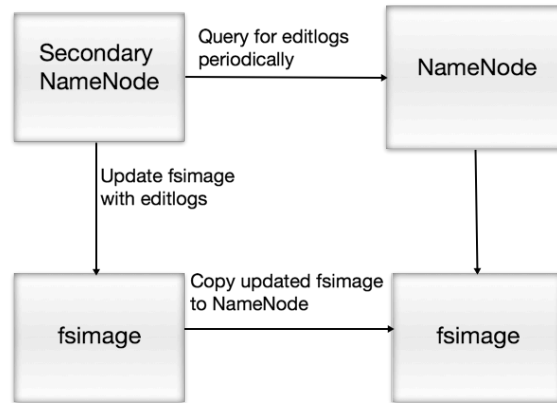 Secondary
NameNode
Query for editlogs
periodically
NameNode
Update fsimage
with editlogs
Copy updated fsimage
to NameNode
fsimage
fsimage